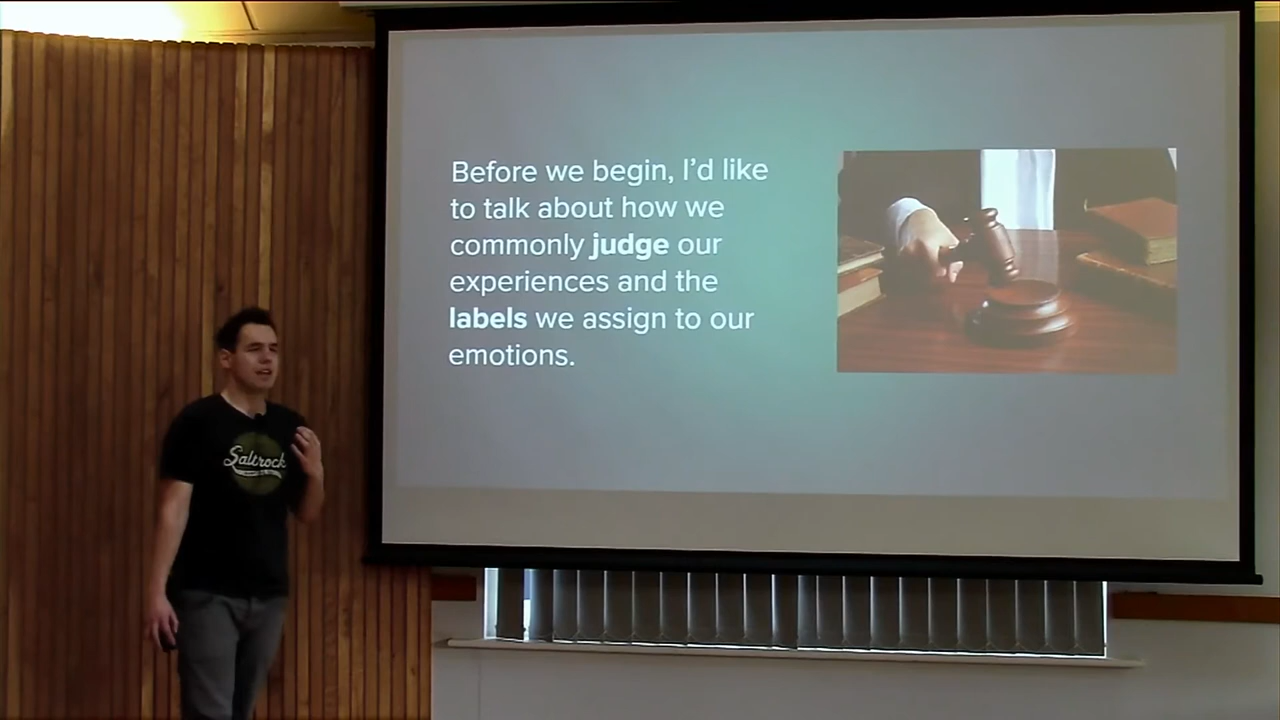 Before we begin, I'd like
to talk about how we
commonly judge our
experiences and the
labels we assign to our
emotions.
Saltrock